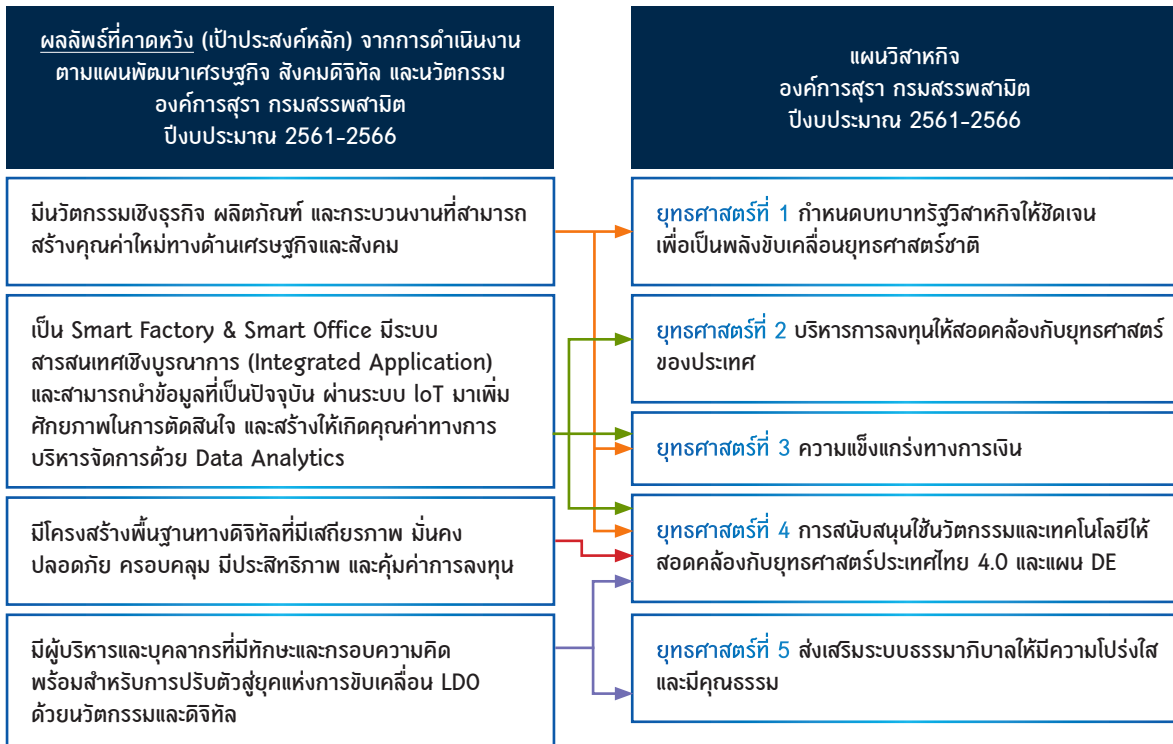 ผลลัพธ์ที่คาดหวัง (เป้าประสงค์หลัก) จากการดำเนินงาน
ตามแผนพัฒนาเศรษฐกิจ สังคมดิจิทัล และนวัตกรรม
องค์การสุรา กรมสรรพสามิต
ปีงบประมาณ 2561-2566
แผนวิสาหกิจ
องค์การสุรา กรมสรรพสามิต
ปีงบประมาณ 2561-2566
มีนวัตกรรมเชิงธุรกิจ ผลิตภัณฑ์ และกระบวนงานที่สามารถ
สร้างคุณค่าใหม่ทางด้านเศรษฐกิจและสังคม
เป็น Smart Factory & Smart Office มีระบบ
สารสนเทศเชิงบูรณาการ (Integrated Application)
และสามารถนำข้อมูลที่เป็นปัจจุบัน ผ่านระบบ loT มาเพิ่ม
ศักยภาพในการตัดสินใจ และสร้างให้เกิดคุณค่าทางการ
บริหารจัดการด้วย Data Analytics
มีโครงสร้างพื้นฐานทางดิจิทัลที่มีเสถียรภาพ มั่นคง
ปลอดภัย ครอบคลุม มีประสิทธิภาพ และคุ้มค่าการลงทุน
มีผู้บริหารและบุคลากรที่มีทักษะและกรอบความคิด
พร้อมสำหรับการปรับตัวสู่ยุคแห่งการขับเคลื่อน LDO
ด้วยนวัตกรรมและดิจิทัล
ยุทธศาสตร์ที่ 1 กำหนดบทบาทรัฐวิสาหกิจให้ชัดเจน
เพื่อเป็นพลังขับเคลื่อนยุทธศาสตร์ชาติ
ยุทธศาสตร์ที่ 2 บริหารการลงทุนให้สอดคล้องกับยุทธศาสตร์
ของประเทศ
ยุทธศาสตร์ที่ 3 ความแข็งแกร่งทางการเงิน
ยุทธศาสตร์ที่ 4 การสนับสนุนใช้นวัตกรรมและเทคโนโลยีให้
สอดคล้องกับยุทธศาสตร์ประเทศไทย 4.0 และแผน DE
ยุทธศาสตร์ที่ 5 ส่งเสริมระบบธรรมาภิบาลให้มีความโปร่งใส
และมีคุณธรรม